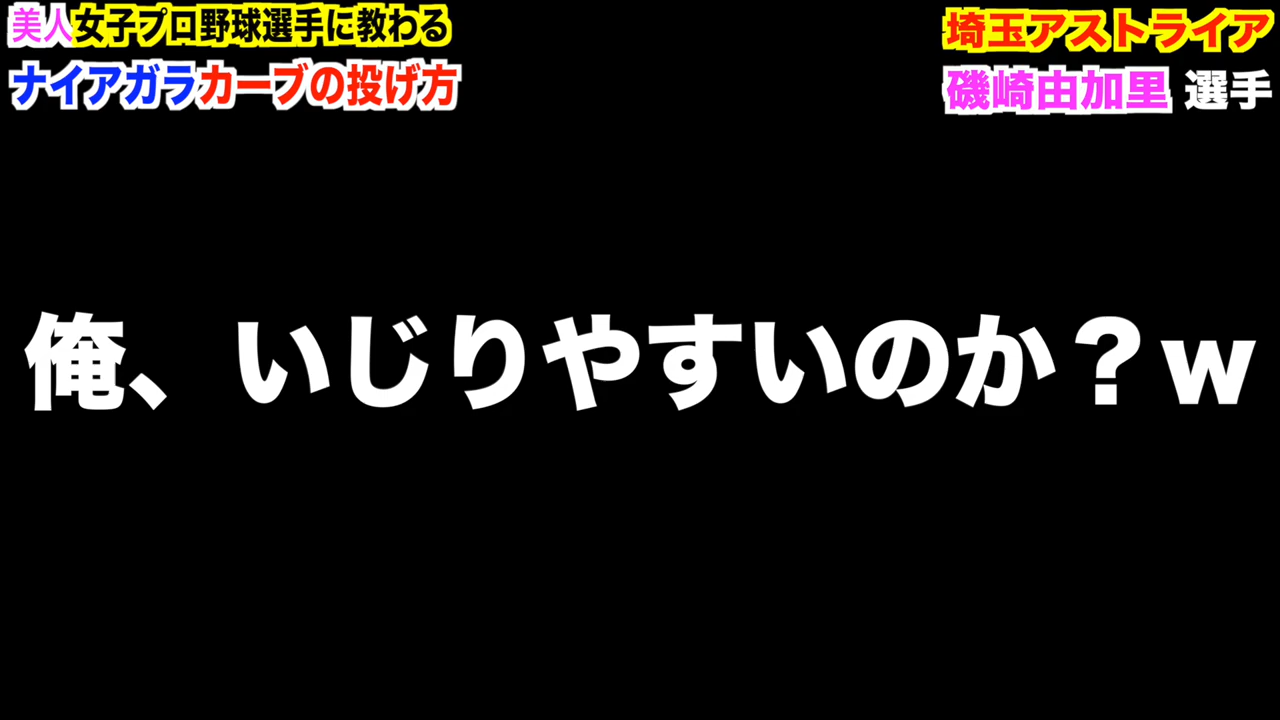 美人女子プロ野球選手に教わる
ナイアガラカーブの投げ方
埼玉アストライア
磯崎由加里 選手
俺、いじりやすいのか？w